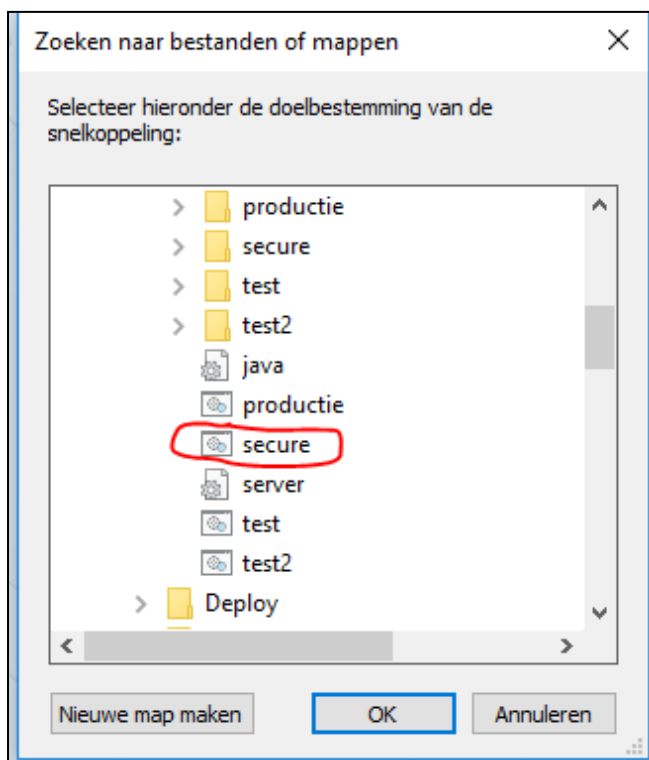 Zoeken naar bestanden of mappen
Selecteer hieronder de doelbestemming van de
snelkoppeling:
productie
secure
test
test2
java
productie
secure
server
test
test2
Deploy
Nieuwe map maken
OK
Annuleren